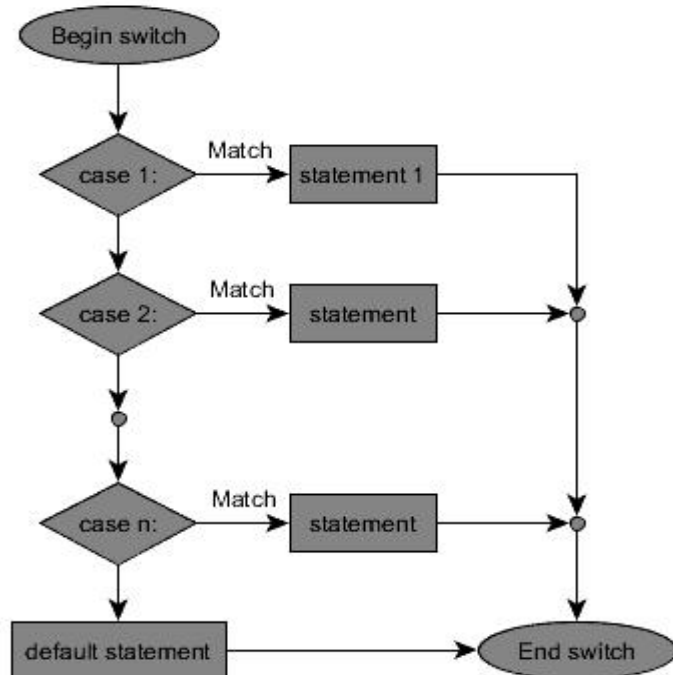 Begin switch
Match
case 1:
statement 1
Match
case 2:
statement
Match
case n:
statement
default statement
End switch